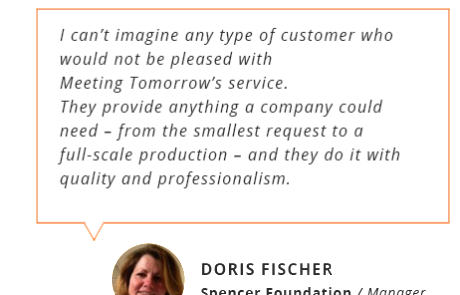 I can’t imagine any type of customer who
would not be pleased with
Meeting Tomorrow’s service.
They provide anything a company could
need – from the smallest request to a
full-scale production – and they do it with
quality and professionalism.
DORIS FISCHER
Spencer Foundation / Manager